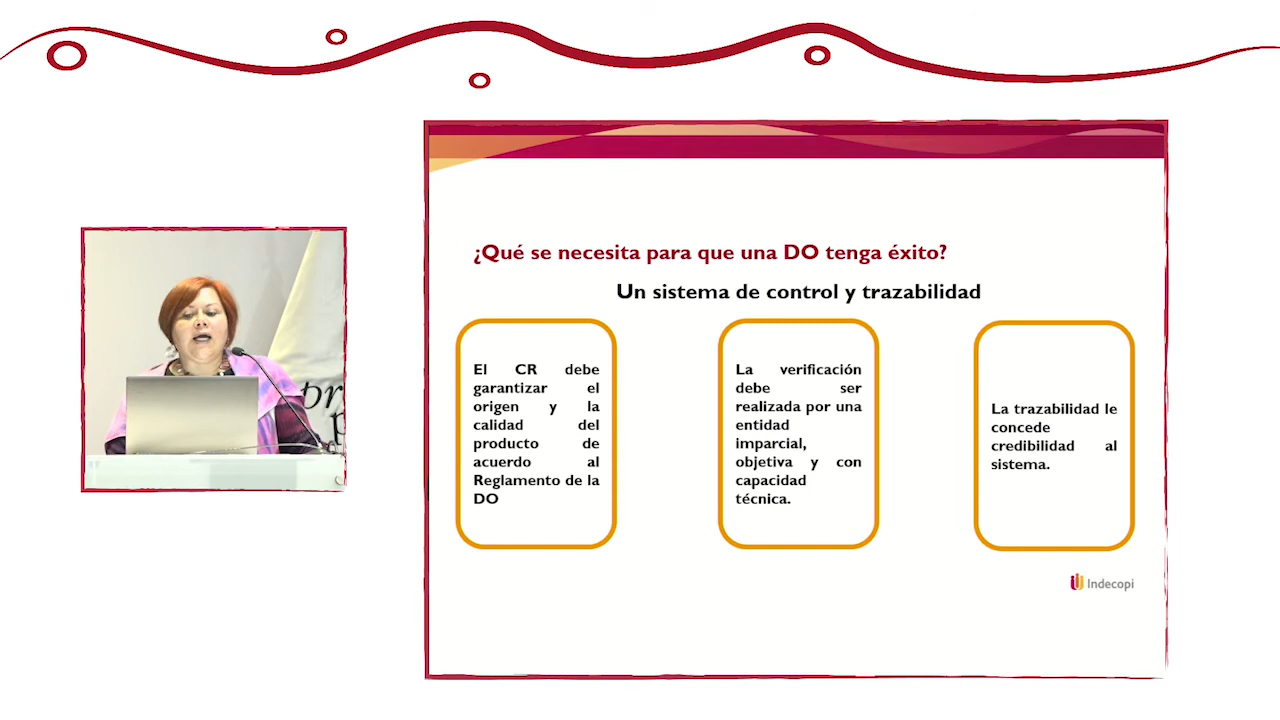 ¿Qué se necesita para que una DO tenga éxito?
Un sistema de control y trazabilidad
El CR debe
garantizar el
origen y la
calidad del
producto de
acuerdo al
Reglamento de la
DO
La verificación
debe ser
realizada por una
entidad
imparcial,
objetiva y con
capacidad
técnica.
La trazabilidad le
concede
credibilidad al
sistema.
Indecopi